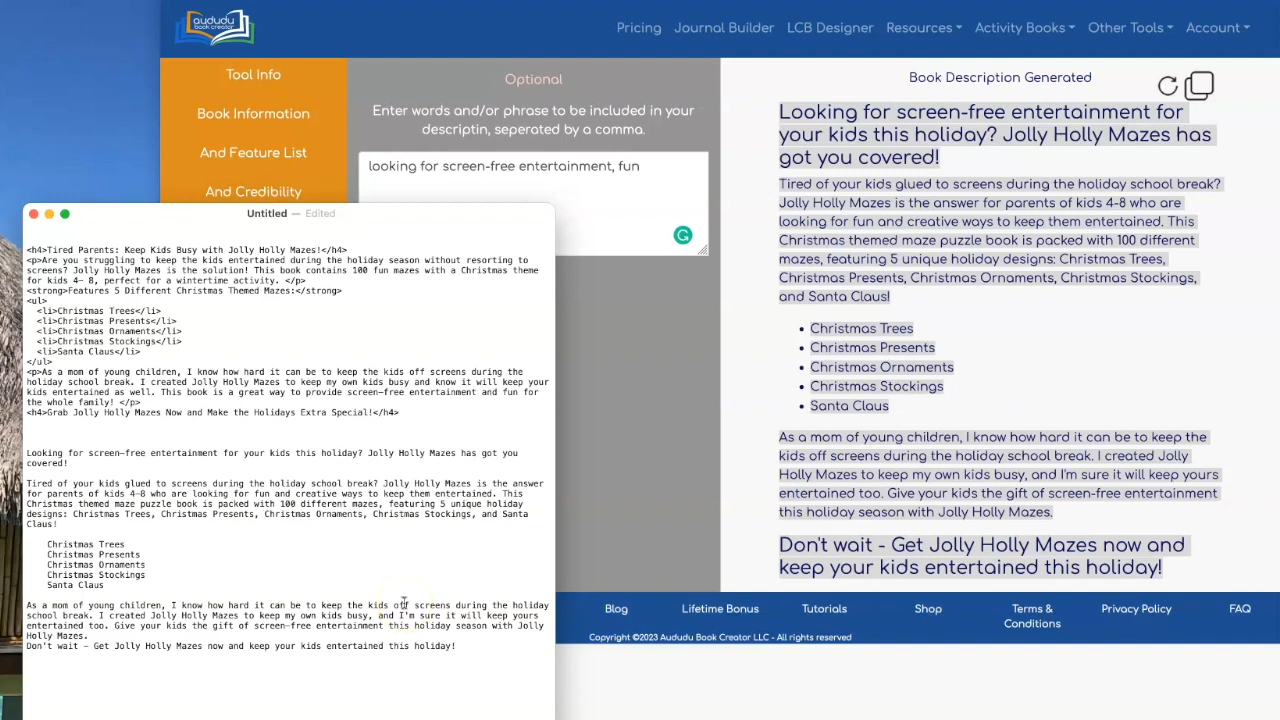 aududu
book creator
Pricing Journal Builder LCB Designer Resources Activity Books Other Tools Account
Tool Info
Book Information
And Feature List
And Credibility
Optional
Enter words and/or phrase to be included in your
descriptin, seperated by a comma.
looking for screen-free entertainment, fun
Book Description Generated
Looking for screen-free entertainment for
your kids this holiday? Jolly Holly Mazes has
got you covered!
Tired of your kids glued to screens during the holiday school break?
Jolly Holly Mazes is the answer for parents of kids 4-8 who are
looking for fun and creative ways to keep them entertained. This
Christmas themed maze puzzle book is packed with 100 different
mazes, featuring 5 unique holiday designs: Christmas Trees,
Christmas Presents, Christmas Ornaments, Christmas Stockings,
and Santa Claus!
• Christmas Trees
• Christmas Presents
• Christmas Ornaments
• Christmas Stockings
• Santa Claus
As a mom of young children, I know how hard it can be to keep the
kids off screens during the holiday school break. I created Jolly
Holly Mazes to keep my own kids busy, and I'm sure it will keep yours
entertained too. Give your kids the gift of screen-free entertainment
this holiday season with Jolly Holly Mazes.
Don't wait - Get Jolly Holly Mazes now and
keep your kids entertained this holiday!
Untitled — Edited
<h4>Tired Parents: Keep Kids Busy with Jolly Holly Mazes!</h4>
<p>Are you struggling to keep the kids entertained during the holiday season without resorting to
screens? Jolly Holly Mazes is the solution! This book contains 100 fun mazes with a Christmas theme
for kids 4– 8, perfect for a wintertime activity. </p>
<strong>Features 5 Different Christmas Themed Mazes:</strong>
<ul>
<li>Christmas Trees</li>
<li>Christmas Presents</li>
<li>Christmas Ornaments</li>
<li>Christmas Stockings</li>
<li>Santa Claus</li>
</ul>
<p>As a mom of young children, I know how hard it can be to keep the kids off screens during the
holiday school break. I created Jolly Holly Mazes to keep my own kids busy and know it will keep your
kids entertained as well. This book is a great way to provide screen-free entertainment and fun for
the whole family! </p>
<h4>Grab Jolly Holly Mazes Now and Make the Holidays Extra Special!</h4>
Looking for screen-free entertainment for your kids this holiday? Jolly Holly Mazes has got you
covered!
Tired of your kids glued to screens during the holiday school break? Jolly Holly Mazes is the answer
for parents of kids 4-8 who are looking for fun and creative ways to keep them entertained. This
Christmas themed maze puzzle book is packed with 100 different mazes, featuring 5 unique holiday
designs: Christmas Trees, Christmas Presents, Christmas Ornaments, Christmas Stockings, and Santa
Claus!
Christmas Trees
Christmas Presents
Christmas Ornaments
Christmas Stockings
Santa Claus
As a mom of young children, I know how hard it can be to keep the kids off screens during the holiday
school break. I created Jolly Holly Mazes to keep my own kids busy, and I'm sure it will keep yours
entertained too. Give your kids the gift of screen-free entertainment this holiday season with Jolly
Holly Mazes.
Don't wait - Get Jolly Holly Mazes now and keep your kids entertained this holiday!
Blog Lifetime Bonus Tutorials Shop Terms & Privacy Policy FAQ
Conditions
Copyright ©2023 Aududu Book Creator LLC - All rights reserved